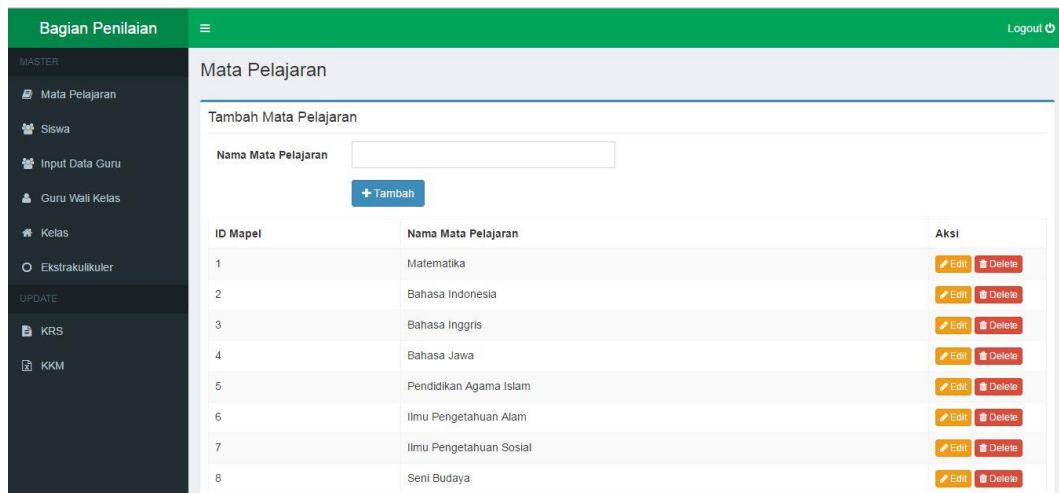 Bagian Penilaian
Logout
MASTER
Mata Pelajaran
Siswa
Input Data Guru
Guru Wali Kelas
Kelas
Ekstrakulikuler
UPDATE
KRS
KKM
Mata Pelajaran
Tambah Mata Pelajaran
Nama Mata Pelajaran
Tambah
ID Mapel Nama Mata Pelajaran Aksi
1 Matematika Edit Delete
2 Bahasa Indonesia Edit Delete
3 Bahasa Inggris Edit Delete
4 Bahasa Jawa Edit Delete
5 Pendidikan Agama Islam Edit Delete
6 Ilmu Pengetahuan Alam Edit Delete
7 Ilmu Pengetahuan Sosial Edit Delete
8 Seni Budaya Edit Delete